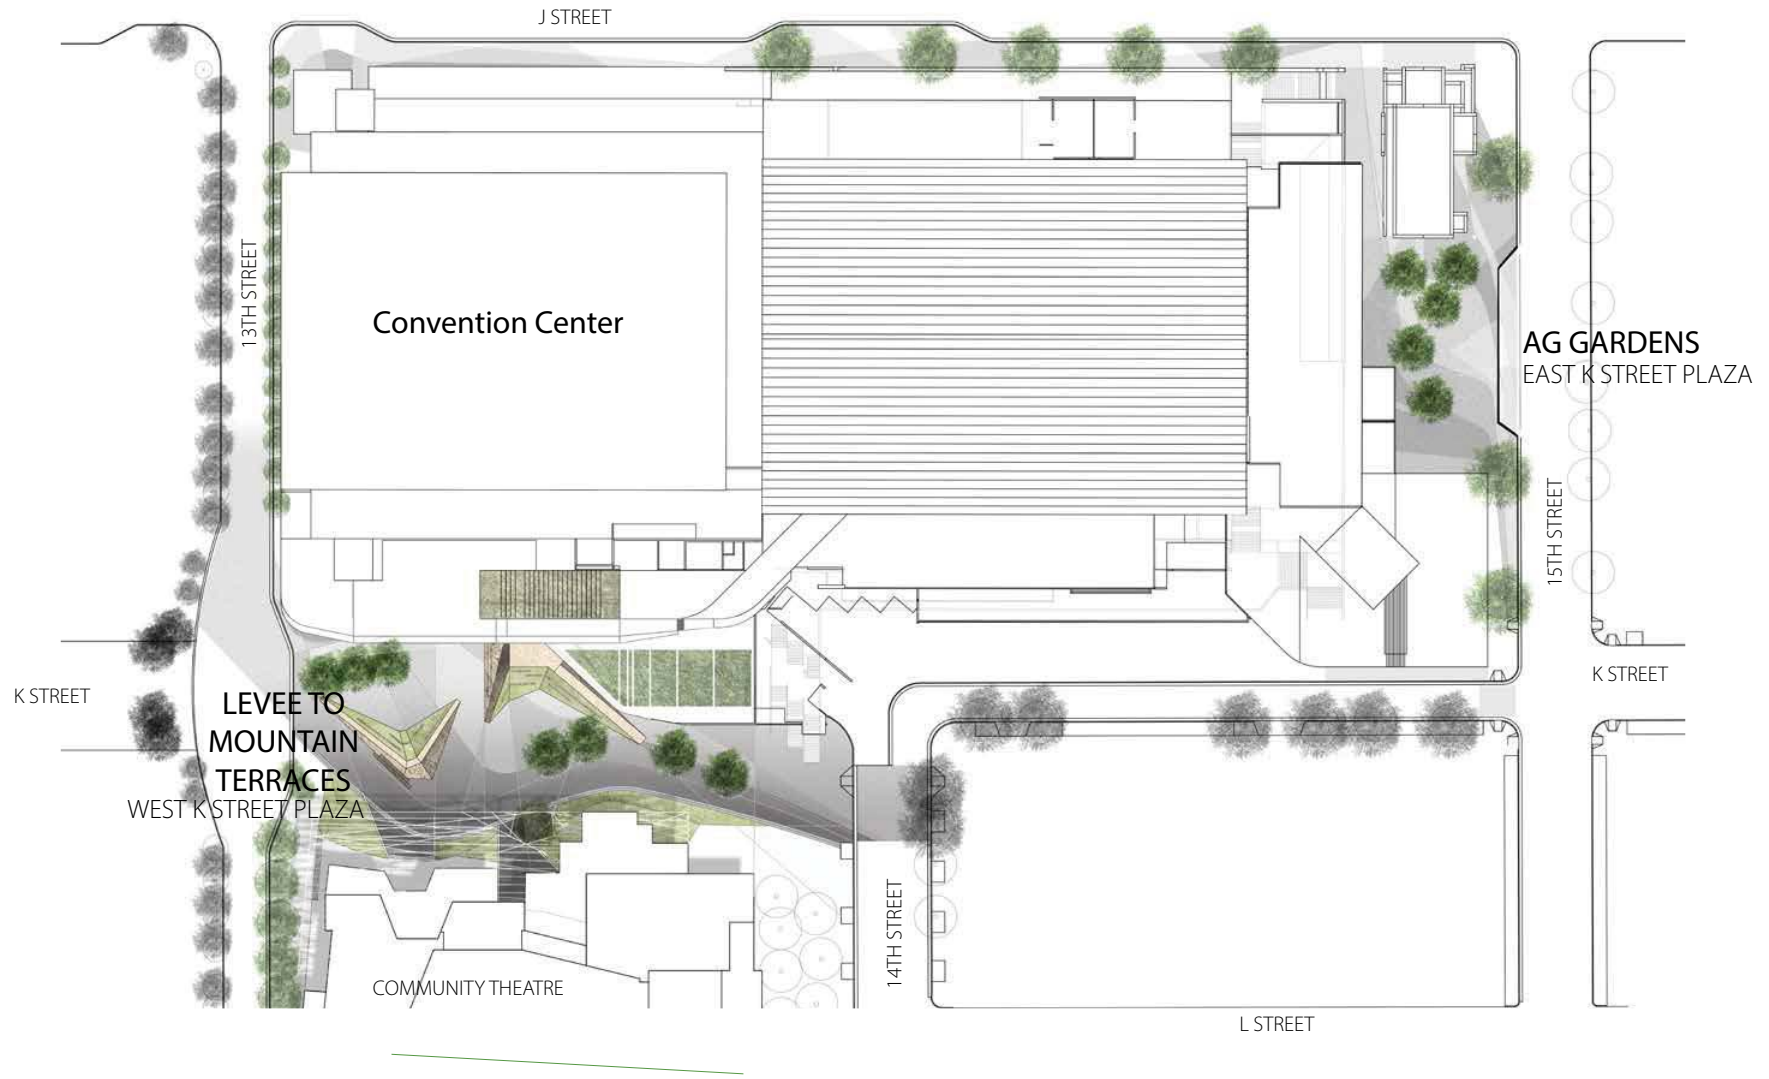 J STREET
13TH STREET
Convention Center
AG GARDENS
EAST K STREET PLAZA
15TH STREET
K STREET
K STREET
LEVEE TO
MOUNTAIN
TERRACES
WEST K STREET PLAZA
14TH STREET
COMMUNITY THEATRE
L STREET